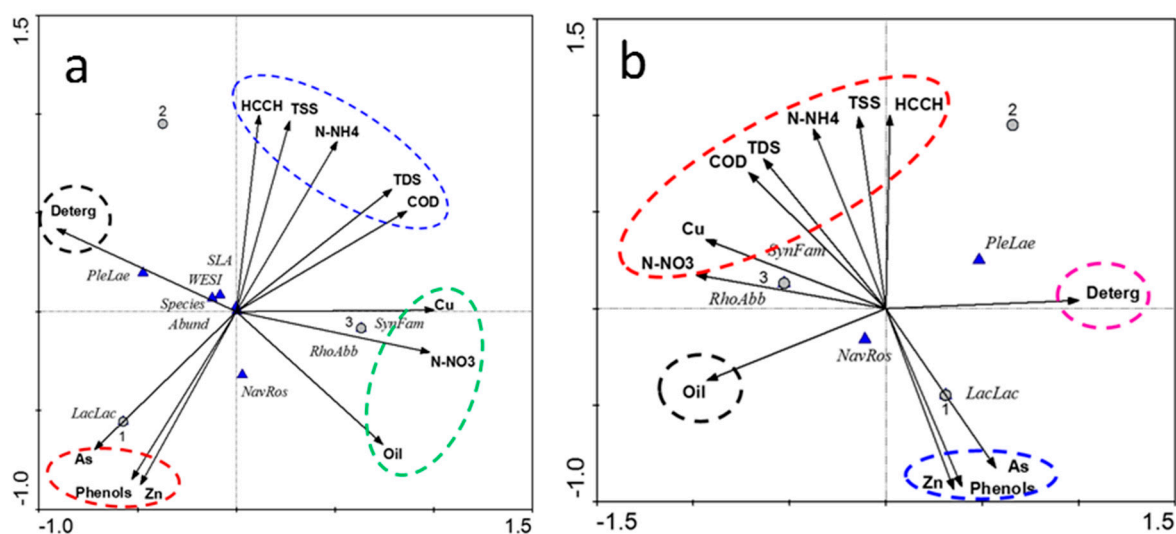 1.5
a
2
HCCH
TSS
N-NH4
TDS
COD
Deterg
PleLae
SLA
WESI
Species
Abund
Cu
3
SynFam
RhoAbb
N-NO3
NavRos
LacLac
1
As
Oil
Phenols
Zn
-1.0
-1.0
1.5
1.5
b
2
HCCH
TSS
N-NH4
TDS
COD
Cu
SynFam
N-NO3
3
RhoAbb
PleLae
Deterg
NavRos
Oil
LacLac
1
As
Zn
Phenols
-1.0
-1.5
1.5